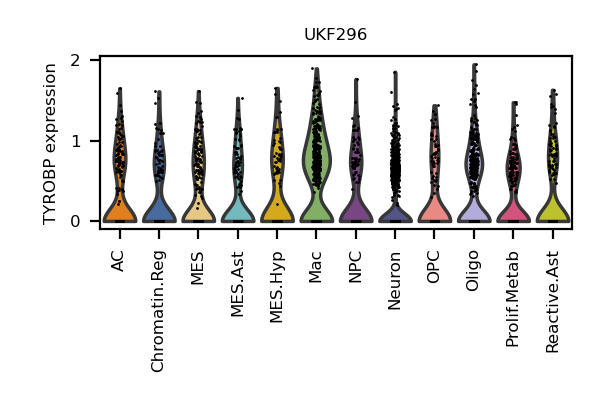 UKF296
TYROBP expression
2
1
0
AC
Chromatin.Reg
MES
MES.Ast
MES.Hyp
Mac
NPC
Neuron
OPC
Oligo
Prolif.Metab
Reactive.Ast